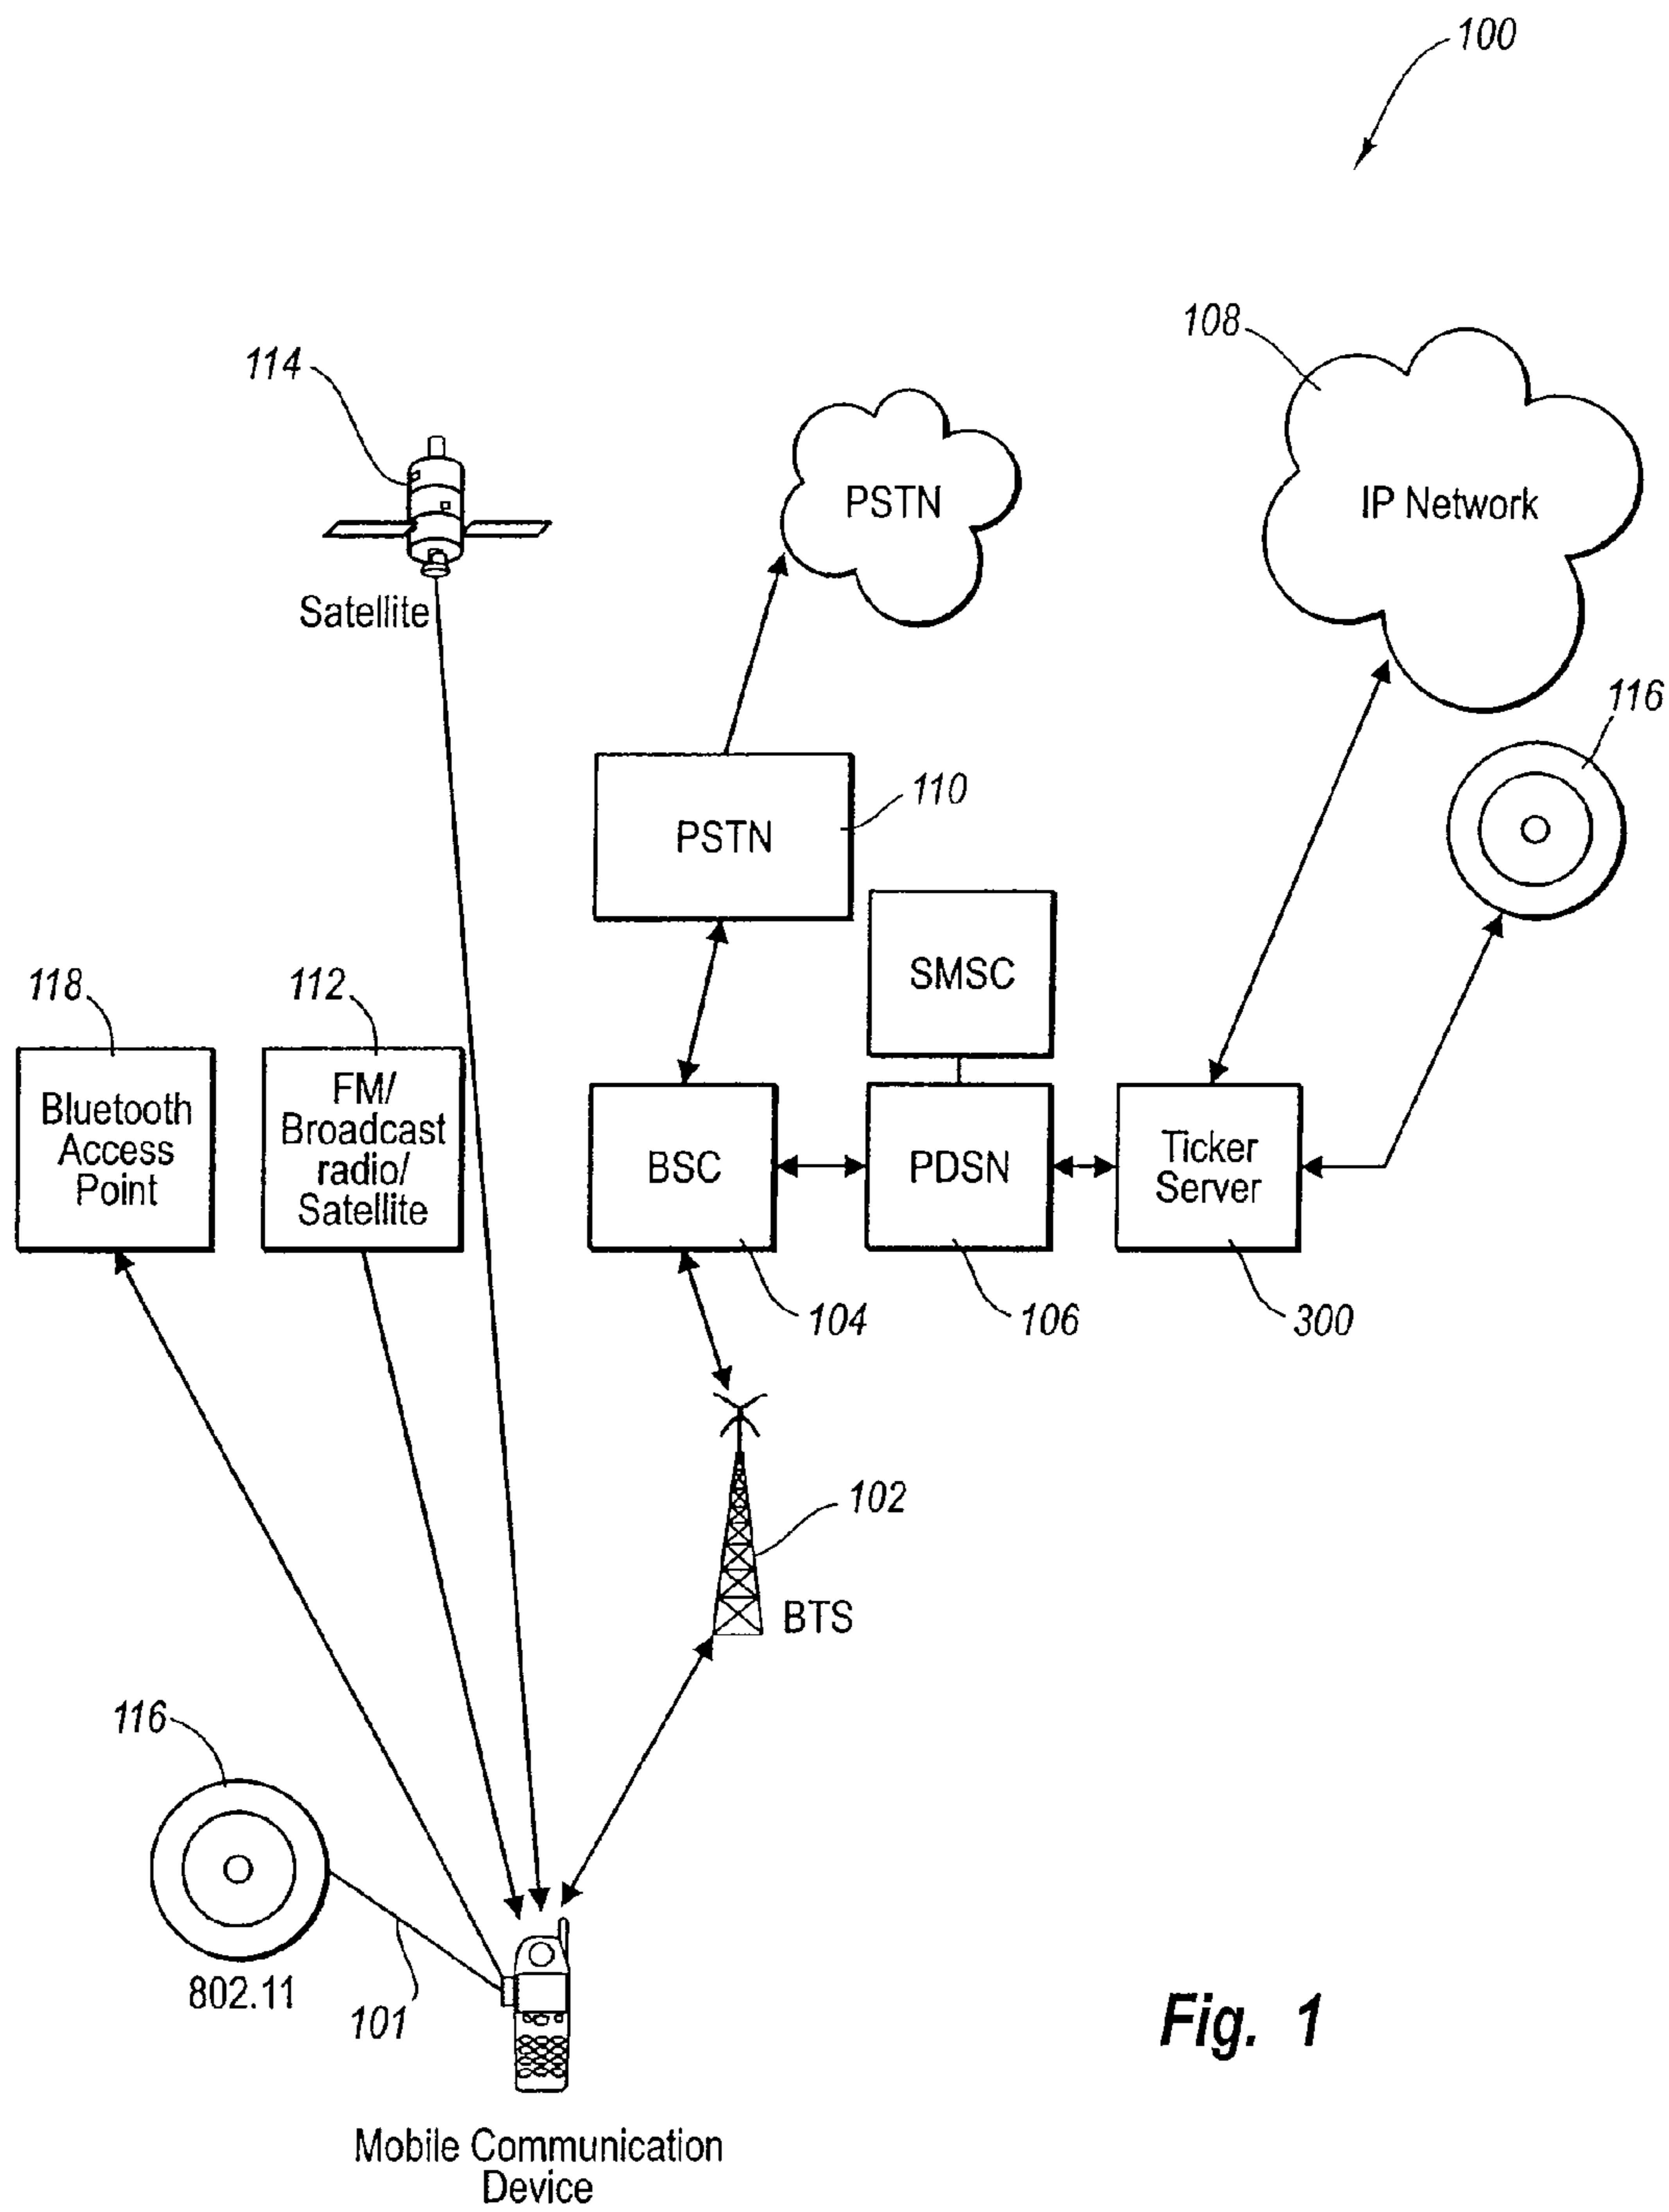 100
108
114
PSTN
IP Network
Satellite
116
110
PSTN
SMSC
118
112
Bluetooth
Access
Point
FM/
Broadcast
radio/
Satellite
BSC
PDSN
Ticker
Server
104
106
300
102
BTS
116
802.11
101
Fig. 1
Mobile Communication
Device